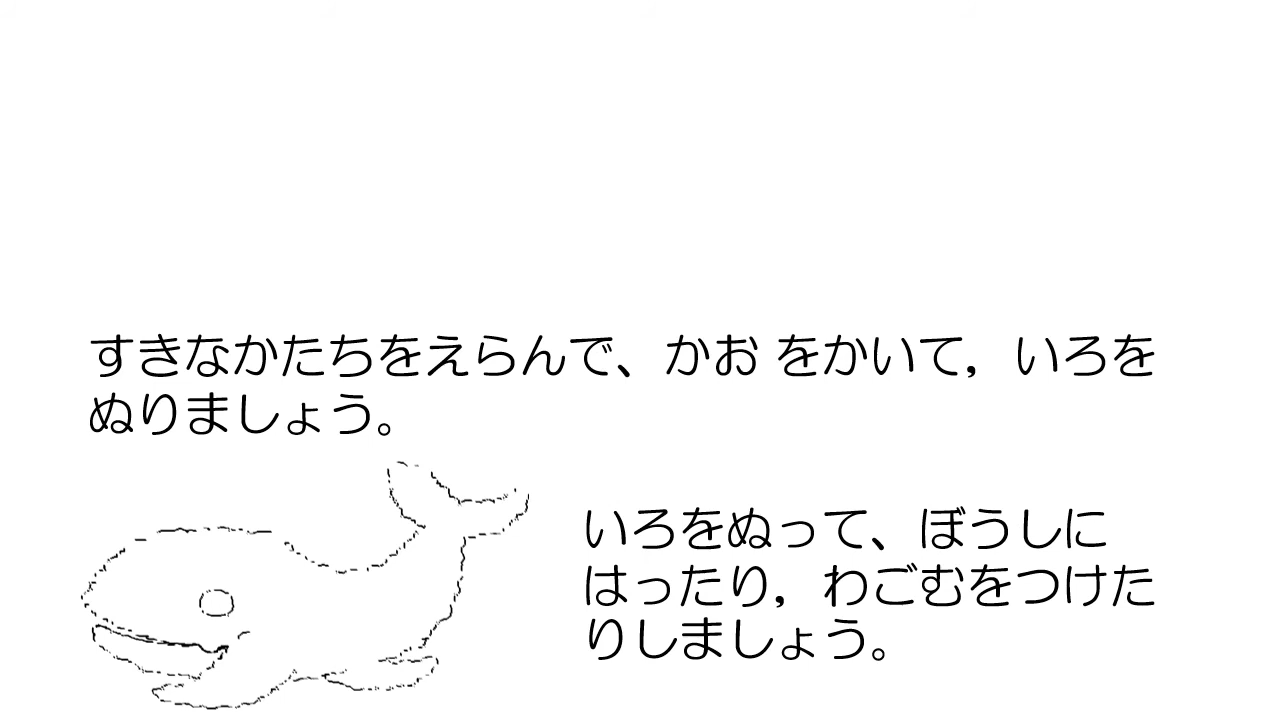 すきなかたちをえらんで、かお をかいて，いろを
ぬりましょう。
いろをぬって、ぼうしに
はったり，わごむをつけた
りしましょう。